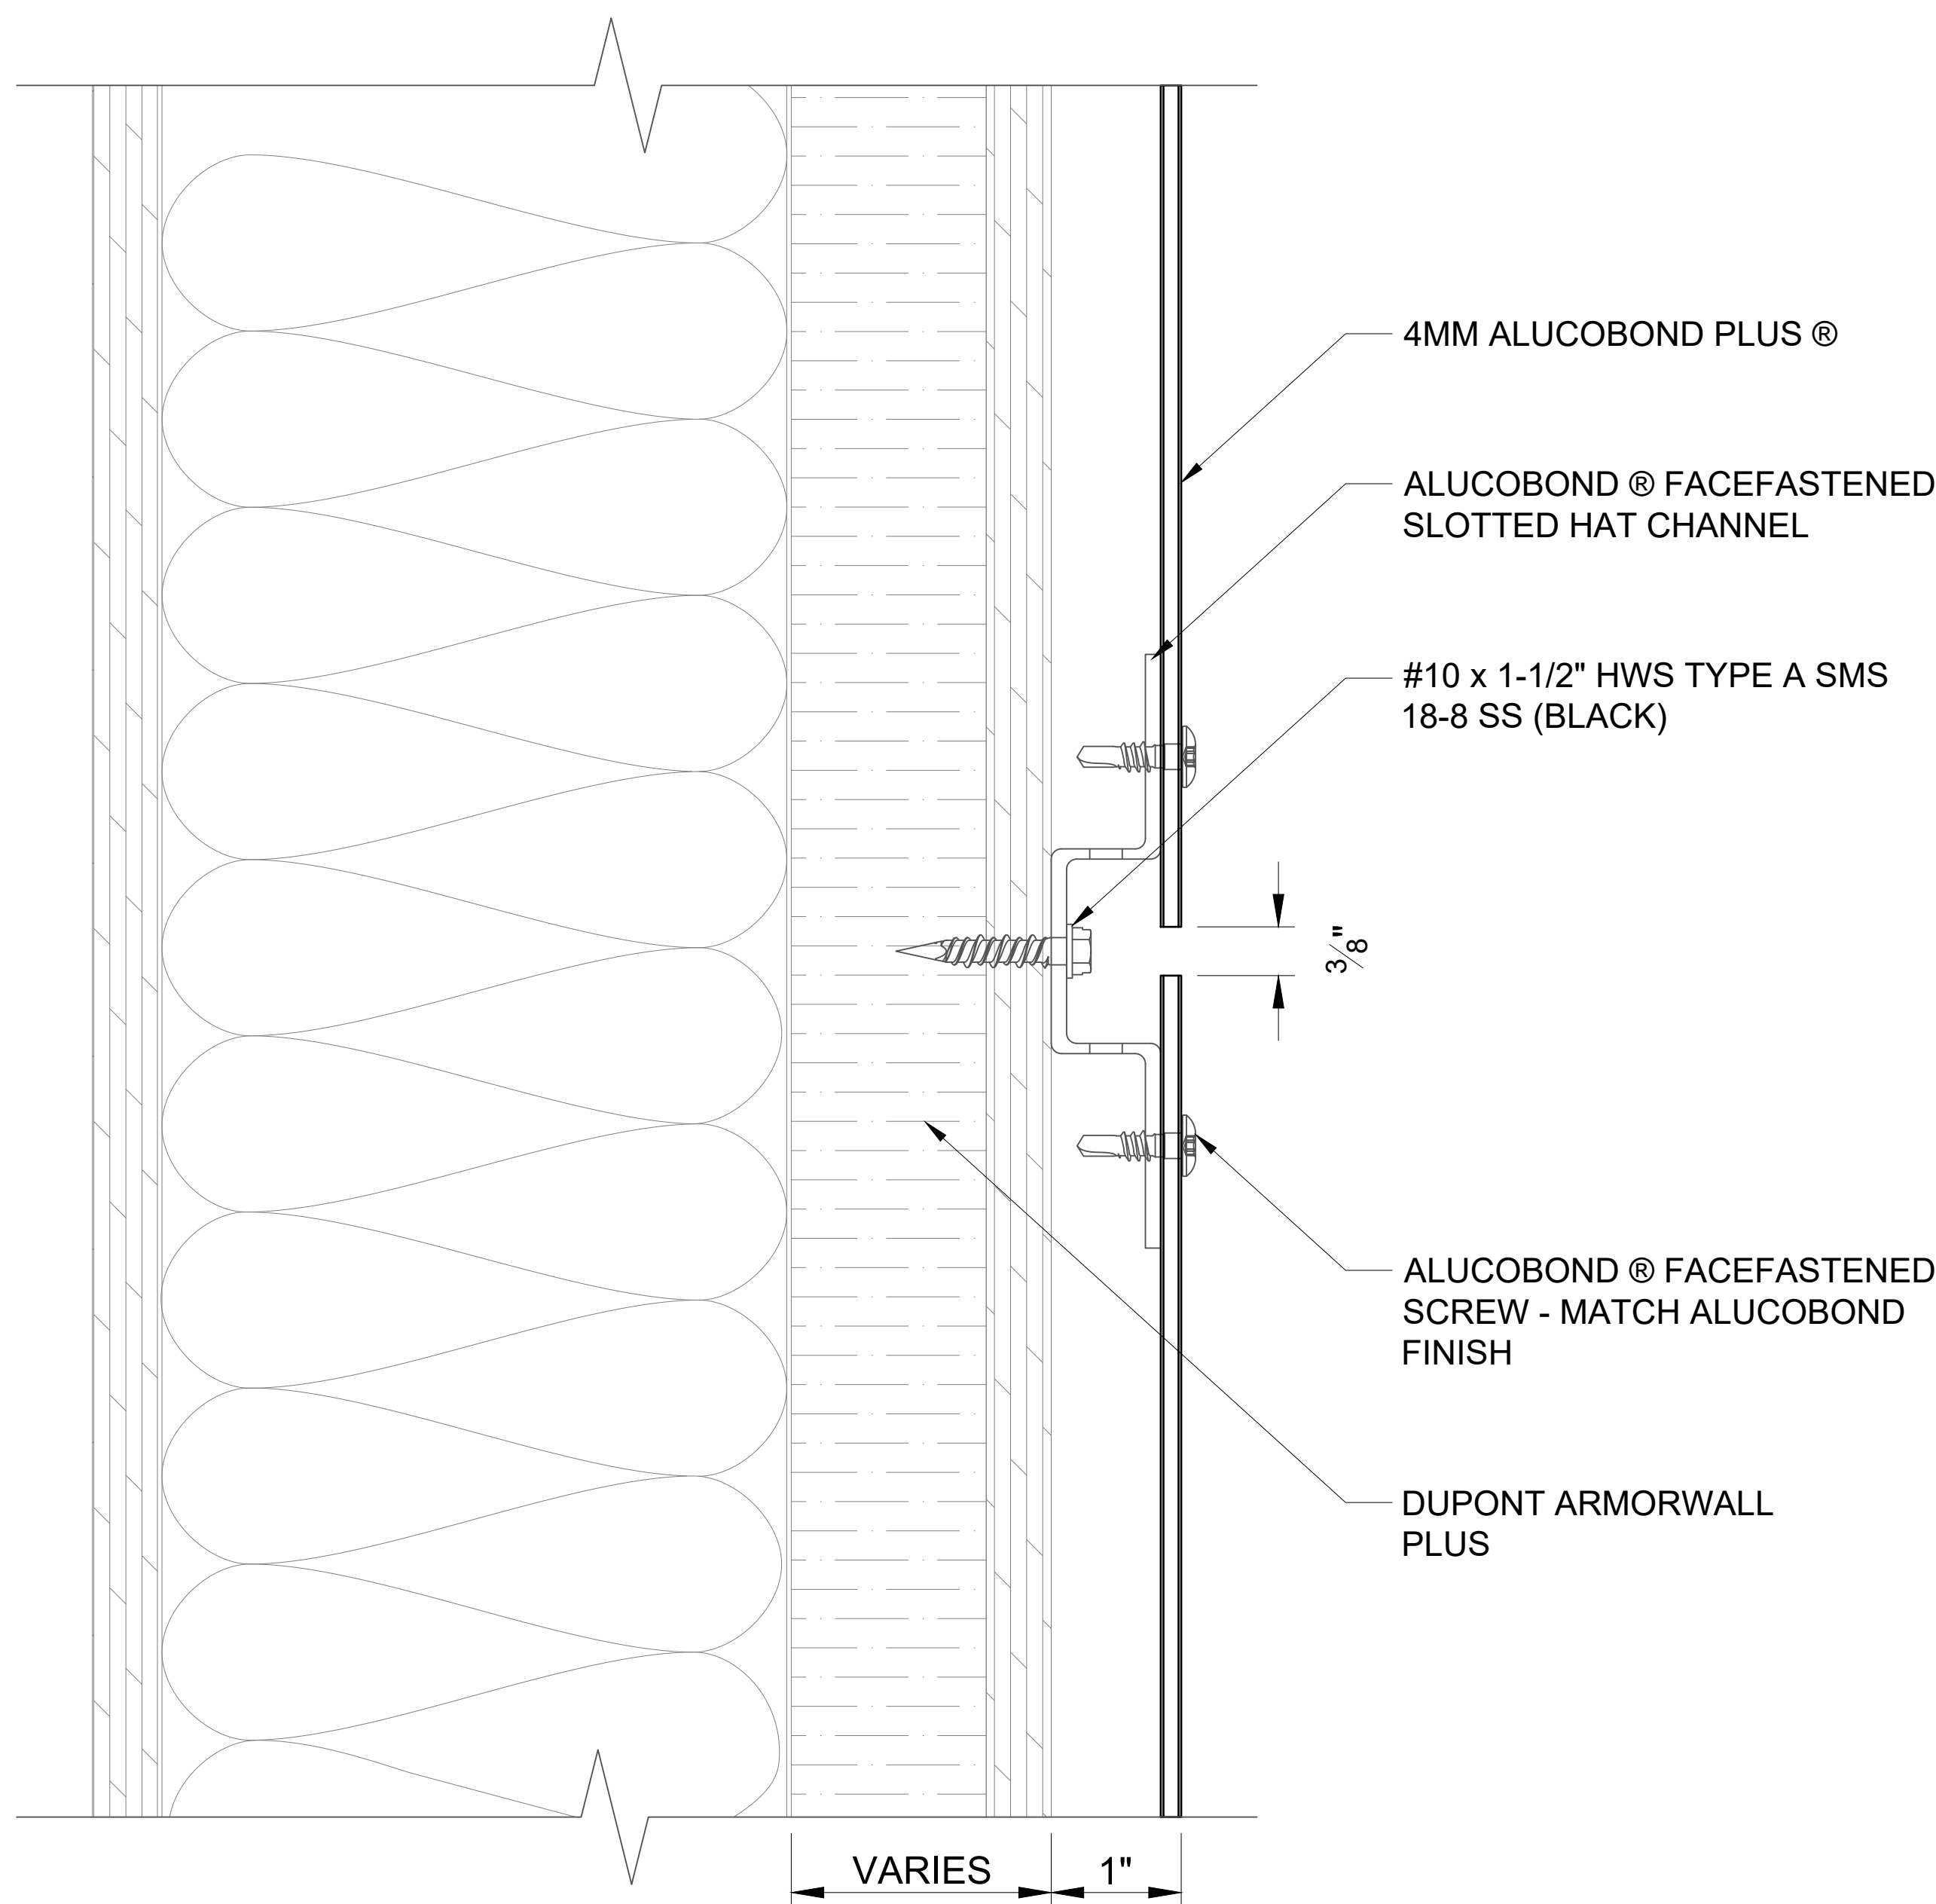 4MM ALUCOBOND PLUS ®
ALUCOBOND ® FACEFASTENED
SLOTTED HAT CHANNEL
#10 x 1-1/2" HWS TYPE A SMS
18-8 SS (BLACK)
3/8"
ALUCOBOND ® FACEFASTENED
SCREW - MATCH ALUCOBOND
FINISH
DUPONT ARMORWALL
PLUS
VARIES 1"